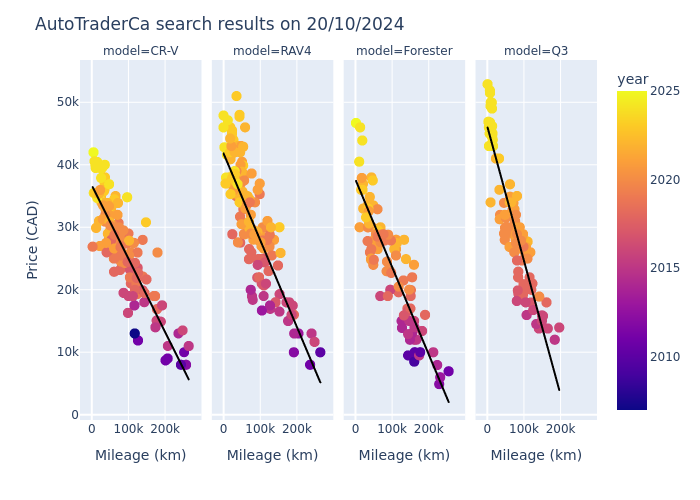 AutoTraderCa search results on 20/10/2024
model=CR-V
model=RAV4
model=Forester
model=Q3
year
2025
2020
2015
2010
Price (CAD)
50k
40k
30k
20k
10k
0
0 100k 200k
0 100k 200k
0 100k 200k
0 100k 200k
Mileage (km)
Mileage (km)
Mileage (km)
Mileage (km)